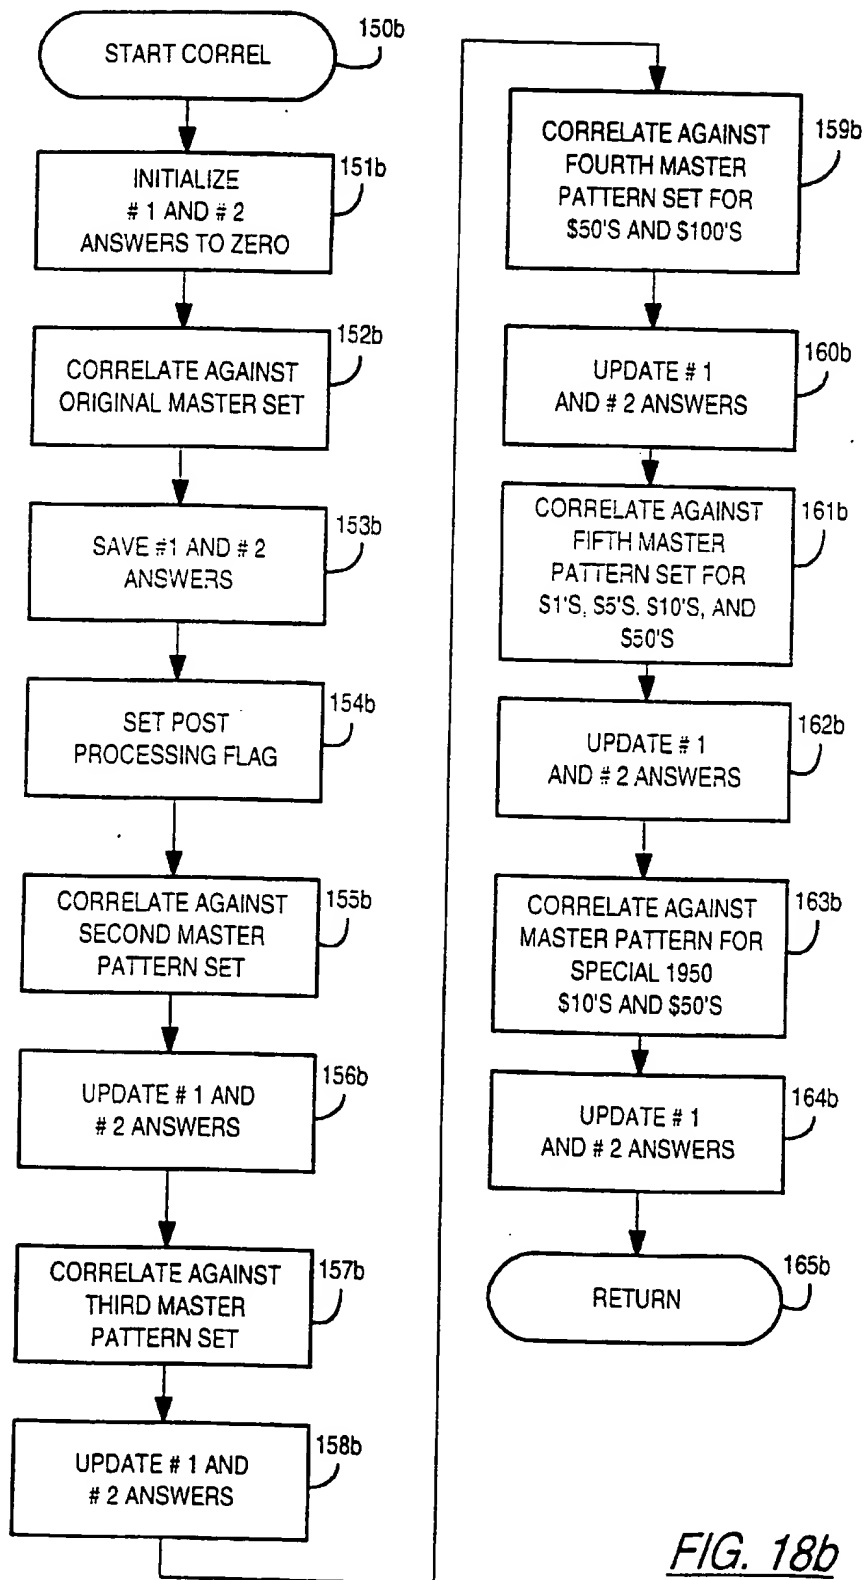 START CORREL
150b
INITIALIZE
# 1 AND # 2
ANSWERS TO ZERO
151b
CORRELATE AGAINST
ORIGINAL MASTER SET
152b
SAVE #1 AND # 2
ANSWERS
153b
SET POST
PROCESSING FLAG
154b
CORRELATE AGAINST
SECOND MASTER
PATTERN SET
155b
UPDATE # 1 AND
# 2 ANSWERS
156b
CORRELATE AGAINST
THIRD MASTER
PATTERN SET
157b
UPDATE # 1 AND
# 2 ANSWERS
158b
CORRELATE AGAINST
FOURTH MASTER
PATTERN SET FOR
$50'S AND $100'S
159b
UPDATE # 1
AND # 2 ANSWERS
160b
CORRELATE AGAINST
FIFTH MASTER
PATTERN SET FOR
$1'S, $5'S. $10'S, AND
$50'S
161b
UPDATE # 1
AND # 2 ANSWERS
162b
CORRELATE AGAINST
MASTER PATTERN FOR
SPECIAL 1950
$10'S AND $50'S
163b
UPDATE # 1
AND # 2 ANSWERS
164b
RETURN
165b
FIG. 18b